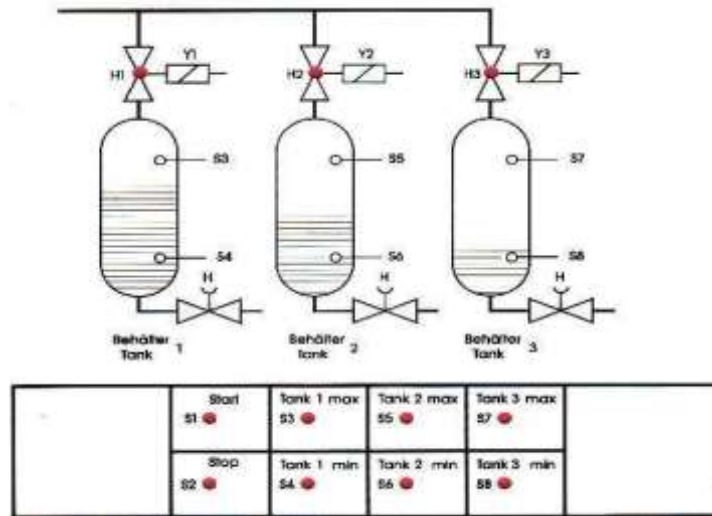 Y1 Y2 Y3
H1 H2 H3
S3 S5 S7
S4 S6 S8
H H H
Behälter Tank 1
Behälter Tank 2
Behälter Tank 3
Start Tank 1 max Tank 2 max Tank 3 max
S1 S3 S5 S7
Stop Tank 1 min Tank 2 min Tank 3 min
S2 S4 S6 S8